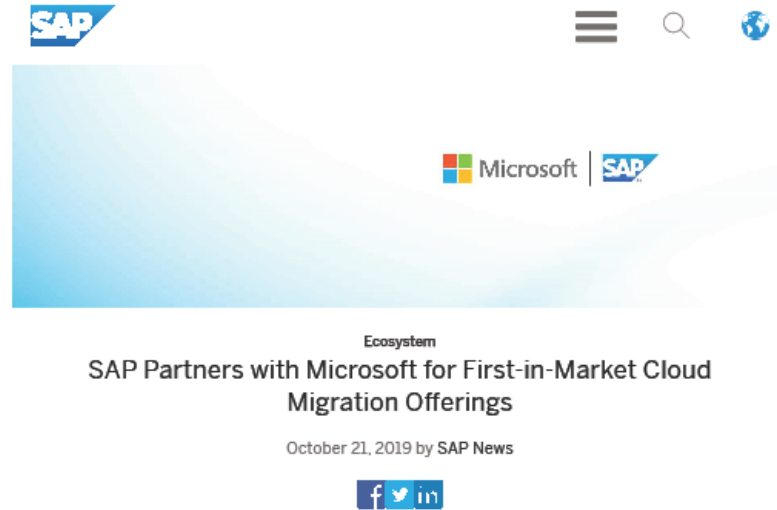 SAP
Microsoft | SAP
Ecosystem
SAP Partners with Microsoft for First-in-Market Cloud
Migration Offerings
October 21, 2019 by SAP News
f in